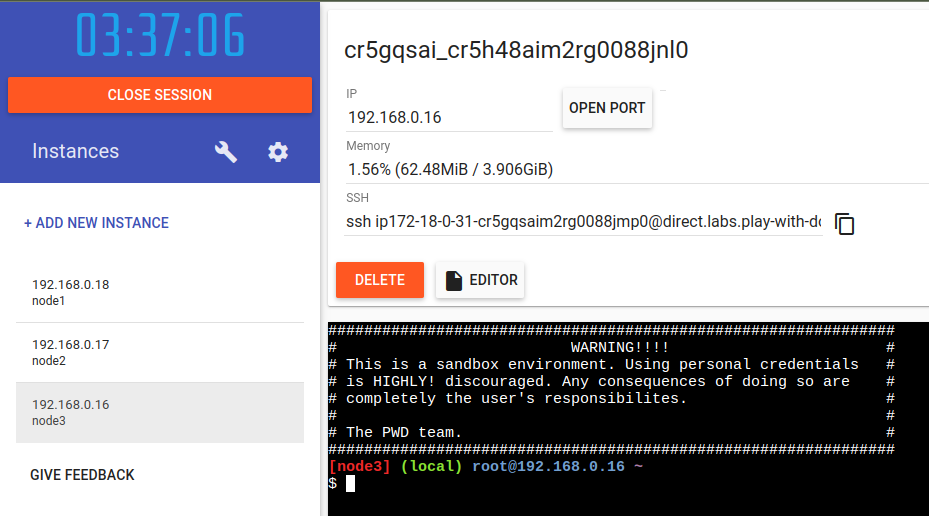 03:37:06
CLOSE SESSION
Instances
+ ADD NEW INSTANCE
192.168.0.18
node1
192.168.0.17
node2
192.168.0.16
node3
GIVE FEEDBACK
cr5gqsai_cr5h48aim2rg0088jnl0
IP
192.168.0.16
OPEN PORT
Memory
1.56% (62.48MiB / 3.906GiB)
SSH
ssh ip172-18-0-31-cr5gqsaim2rg0088jmp0@direct.labs.play-with-do
DELETE
EDITOR
###############################################################
# WARNING!!!! #
# This is a sandbox environment. Using personal credentials #
# is HIGHLY! discouraged. Any consequences of doing so are #
# completely the user's responsibilites. #
# #
# The PWD team. #
###############################################################
[node3] (local) root@192.168.0.16 ~
$